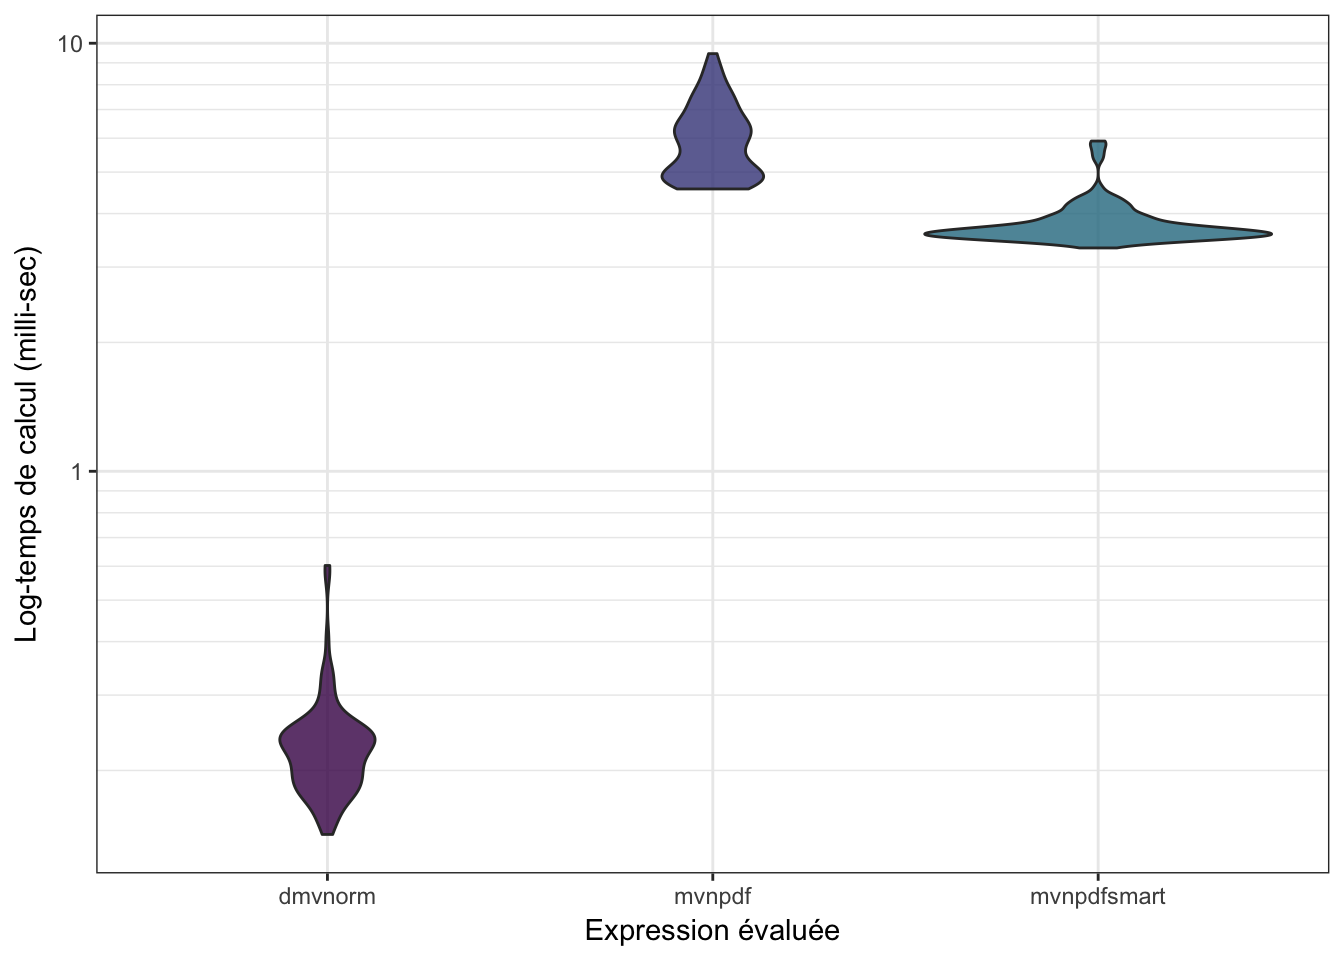 Log-temps de calcul (milli-sec)
10
1
dmvnorm
mvnpdf
mvnpdfsmart
Expression évaluée